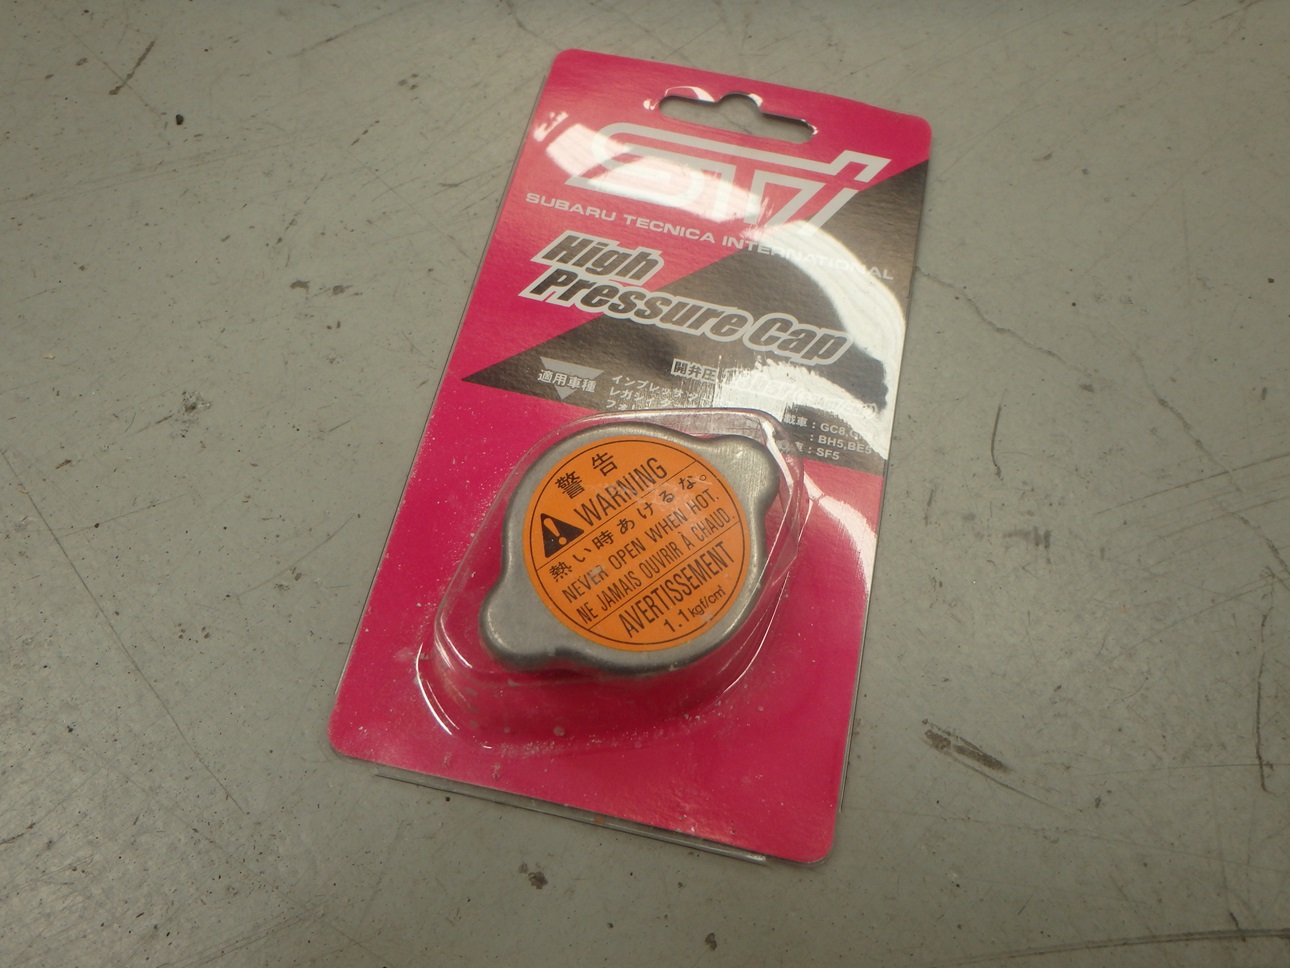 STi
SUBARU TECNICA INTERNATIONAL
High
Pressure Cap
開弁圧
適用車種
インプレッサ
レガシィ
載車：GC8,
：BH5,BE5
：SF5
警告
WARNING
熱い時あけるな。
NEVER OPEN WHEN HOT.
NE JAMAIS OUVRIR À CHAUD.
AVERTISSEMENT
1.1kgf/cm²